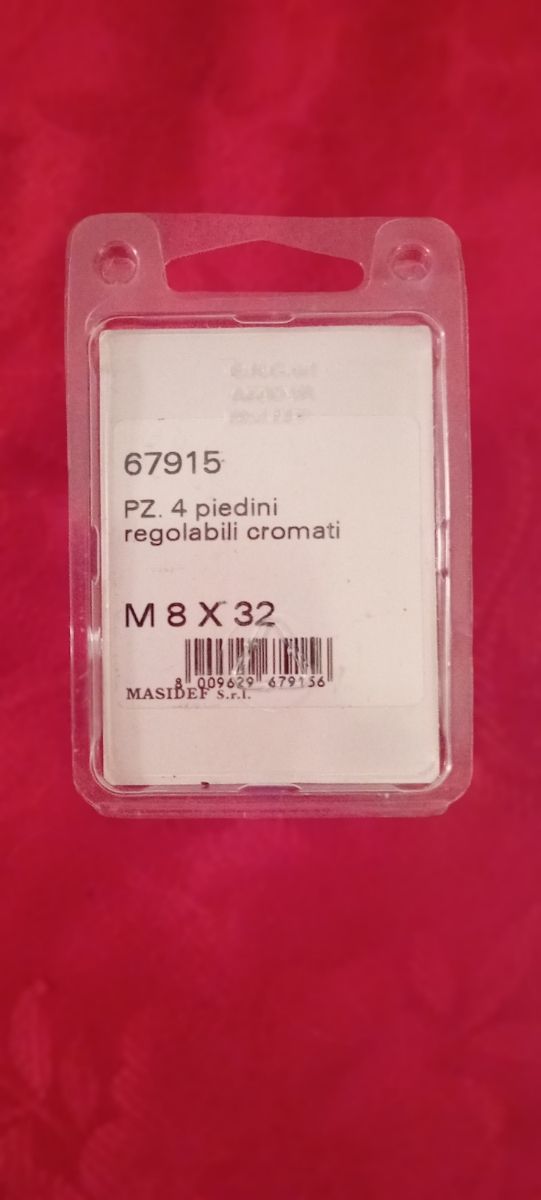 67915
PZ. 4 piedini
regolabili cromati
M 8 X 32
8 009629 679156
MASIDEF S.r.l.